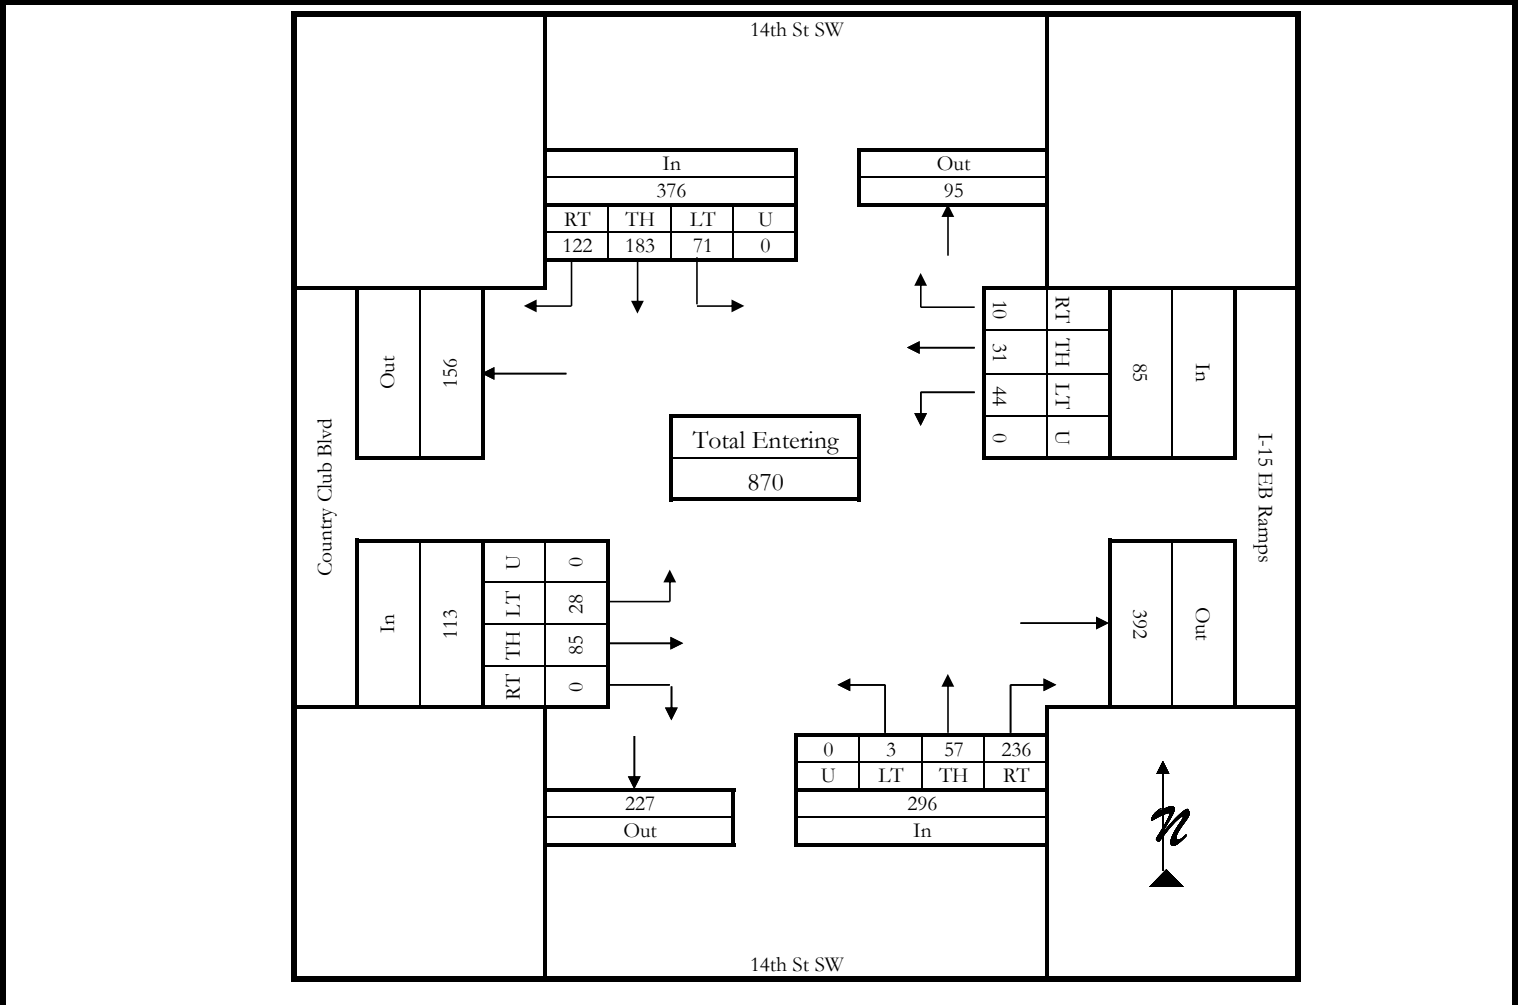 14th St SW
In
376
RT TH LT U
122 183 71 0
Out
95
Out
156
Country Club Blvd
RT 10
TH 31
LT 44
U 0
85
In
I-15 EB Ramps
Total Entering
870
In
113
U 0
LT 28
TH 85
RT 0
392
Out
227
Out
0 3 57 236
U LT TH RT
296
In
N
14th St SW